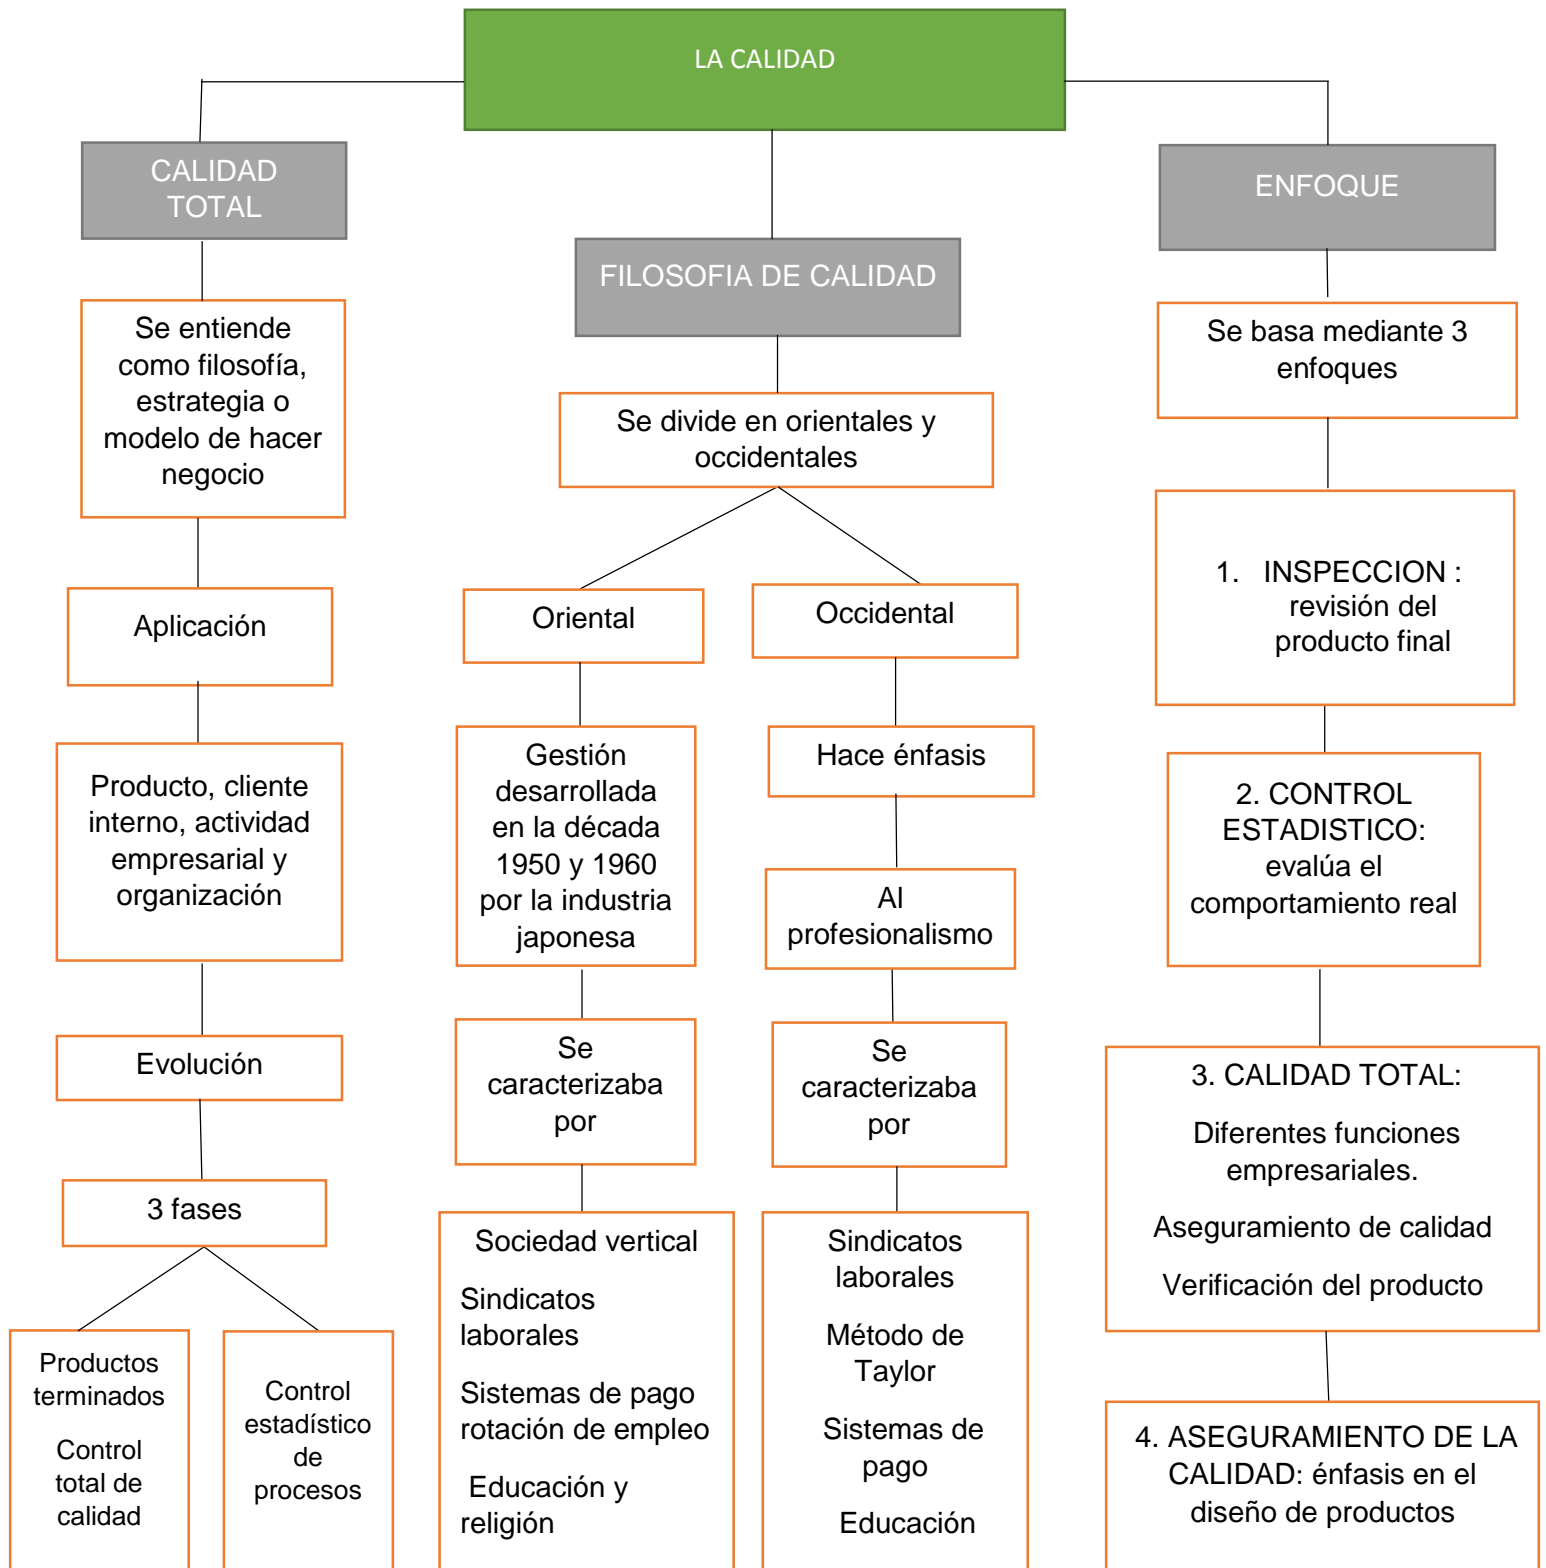 LA CALIDAD
CALIDAD
TOTAL
Se entiende
como filosofía,
estrategia o
modelo de hacer
negocio
Aplicación
Producto, cliente
interno, actividad
empresarial y
organización
Evolución
3 fases
Productos
terminados
Control
total de
calidad
Control
estadístico
de
procesos
FILOSOFIA DE CALIDAD
Se divide en orientales y
occidentales
Oriental
Gestión
desarrollada
en la década
1950 y 1960
por la industria
japonesa
Se
caracterizaba
por
Sociedad vertical
Sindicatos
laborales
Sistemas de pago
rotación de empleo
Educación y
religión
Occidental
Hace énfasis
Al
profesionalismo
Se
caracterizaba
por
Sindicatos
laborales
Método de
Taylor
Sistemas de
pago
Educación
ENFOQUE
Se basa mediante 3
enfoques
1. INSPECCION :
revisión del
producto final
2. CONTROL
ESTADISTICO:
evalúa el
comportamiento real
3. CALIDAD TOTAL:
Diferentes funciones
empresariales.
Aseguramiento de calidad
Verificación del producto
4. ASEGURAMIENTO DE LA
CALIDAD: énfasis en el
diseño de productos